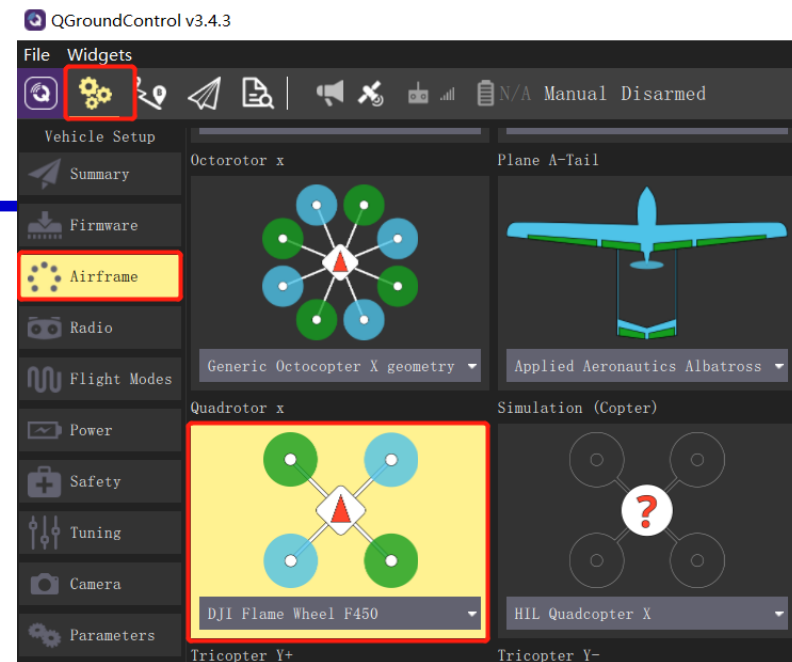 QGroundControl v3.4.3
File Widgets
N/A Manual Disarmed
Vehicle Setup
Summary
Firmware
Airframe
Radio
Flight Modes
Power
Safety
Tuning
Camera
Parameters
Octorotor x
Plane A-Tail
Generic Octocopter X geometry
Applied Aeronautics Albatross
Quadrotor x
Simulation (Copter)
?
DJI Flame Wheel F450
HIL Quadcopter X
Tricopter Y+
Tricopter Y-